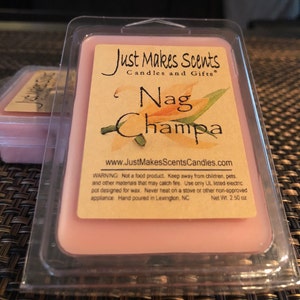 Just Makes Scents
Candles and Gifts®
Nag
Champa
www.JustMakesScentsCandles.com
WARNING: Not a food product. Keep away from children, pets,
and other materials that may catch fire. Use only UL listed electric
pot designed for wax. Never heat on a stove or other non-approved
appliance. Hand poured in Lexington, NC Net Wt. 2.50 oz